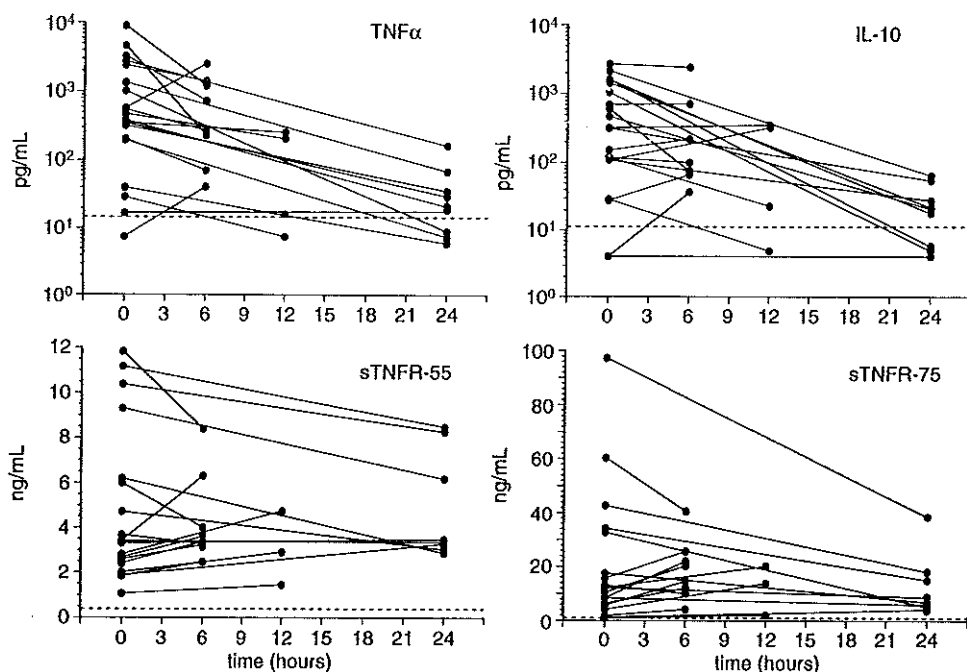 TNFα
IL-10
10⁴
10³
10²
10¹
10⁰
pg/mL
0 3 6 9 12 15 18 21 24
10⁴
10³
10²
10¹
10⁰
pg/mL
0 3 6 9 12 15 18 21 24
sTNFR-55
sTNFR-75
12
10
8
6
4
2
0
ng/mL
0 3 6 9 12 15 18 21 24
time (hours)
100
80
60
40
20
0
ng/mL
0 3 6 9 12 15 18 21 24
time (hours)